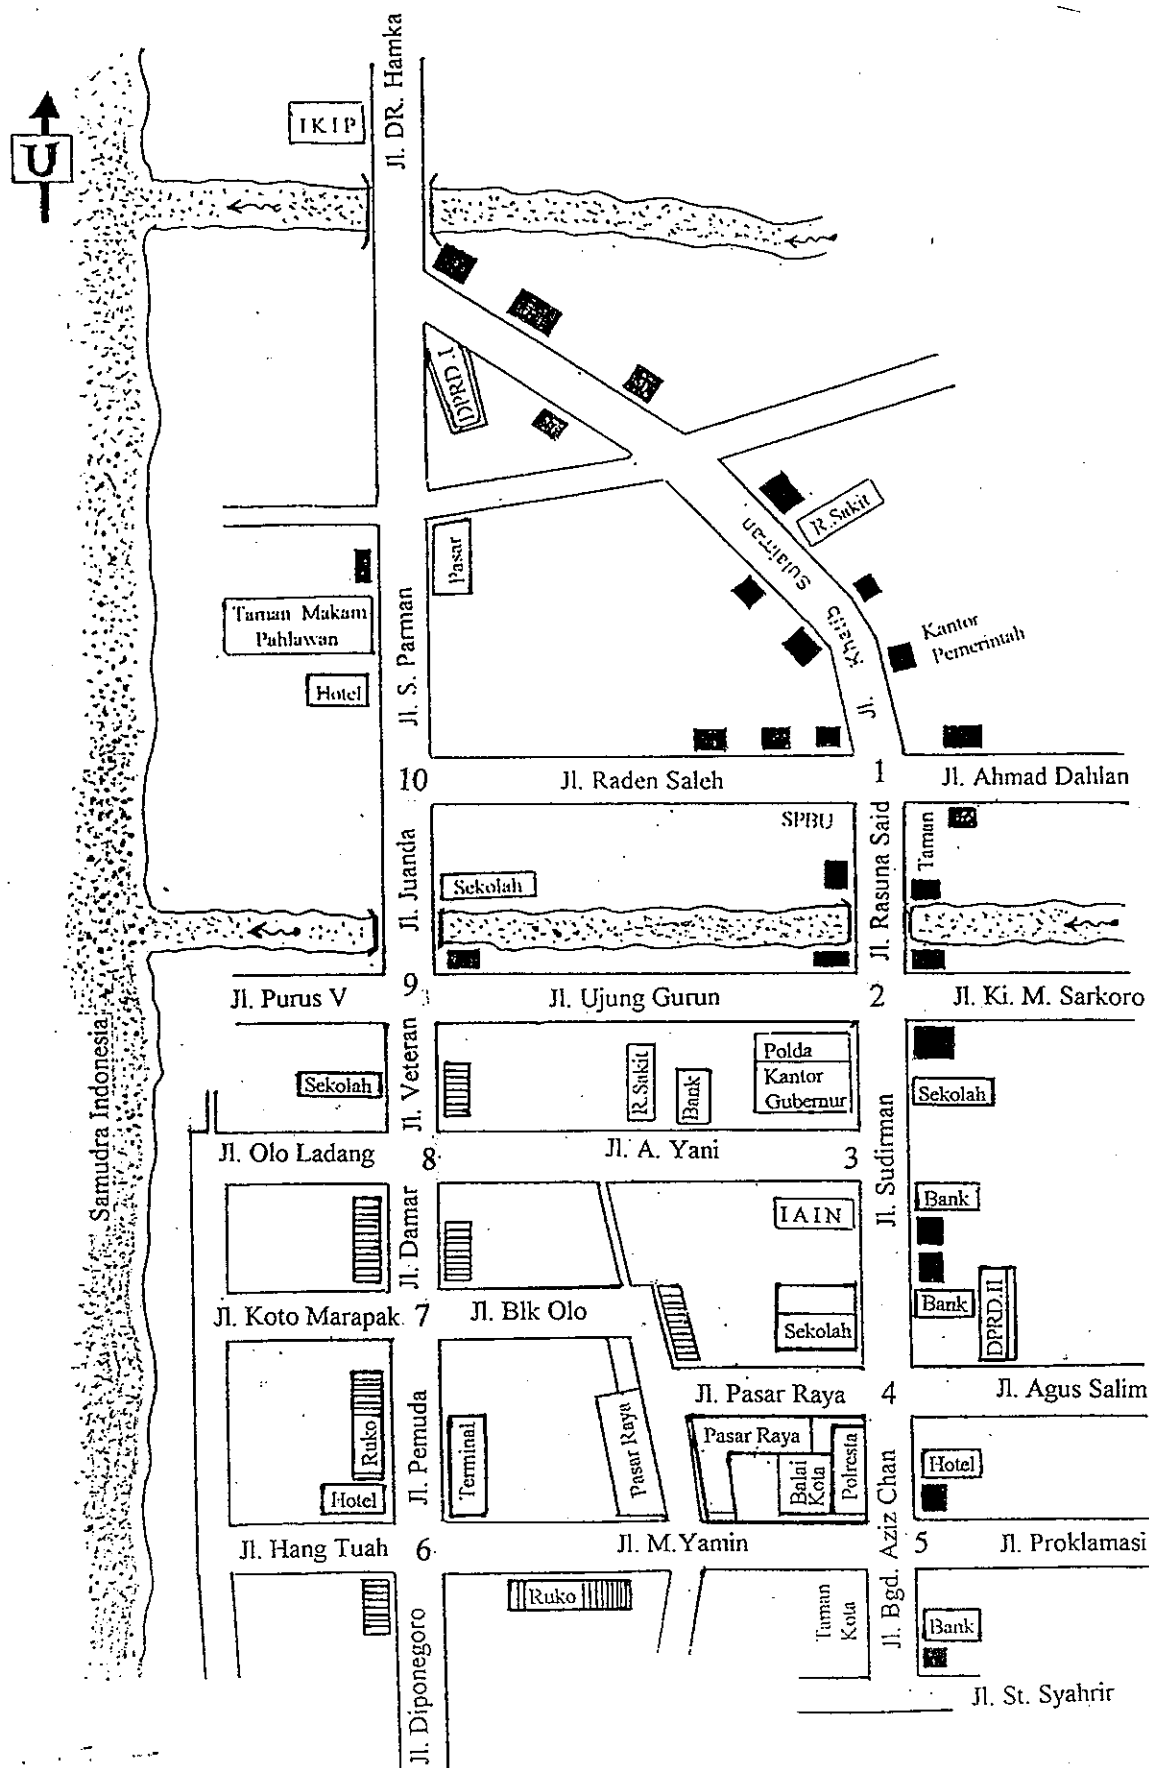 Jl. DR. Hamka
U
IKIP
DPRD.I
R.Sakit
Jl. Khatib Sulaiman
Pasar
Taman Makam
Pahlawan
Jl. S. Parman
Hotel
Kantor
Pemerintah
10
Jl. Raden Saleh
1
Jl. Ahmad Dahlan
SPBU
Taman
Jl. Rasuna Said
Jl. Juanda
Sekolah
Jl. Purus V
9
Jl. Ujung Gurun
2
Jl. Ki. M. Sarkoro
Samudra Indonesia
Sekolah
Jl. Veteran
R.Sakit
Bank
Polda
Kantor
Gubernur
Sekolah
Jl. Sudirman
Jl. Olo Ladang
8
Jl. A. Yani
3
Jl. Damar
IAIN
Bank
Bank
DPRD.II
Sekolah
Jl. Koto Marapak
7
Jl. Blk Olo
Jl. Pasar Raya
4
Jl. Agus Salim
Ruko
Jl. Pemuda
Terminal
Pasar Raya
Pasar Raya
Balai
Kota
Polresta
Hotel
Hotel
Jl. Bgd. Aziz Chan
Jl. Hang Tuah
6
Jl. M.Yamin
5
Jl. Proklamasi
Ruko
Taman
Kota
Bank
Jl. Diponegoro
Jl. St. Syahrir